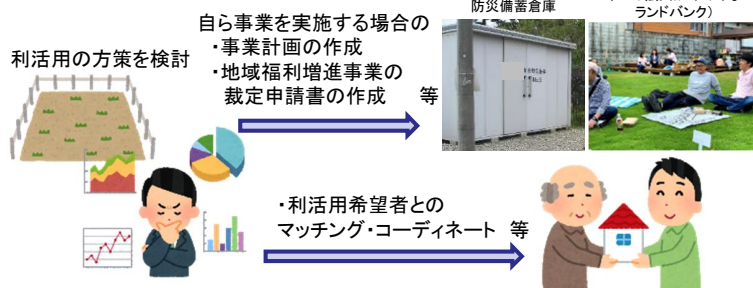 防災備蓄倉庫
ランドバンク）
自ら事業を実施する場合の
・事業計画の作成
・地域福利増進事業の
裁定申請書の作成　等
利活用の方策を検討
・利活用希望者との
マッチング・コーディネート　等